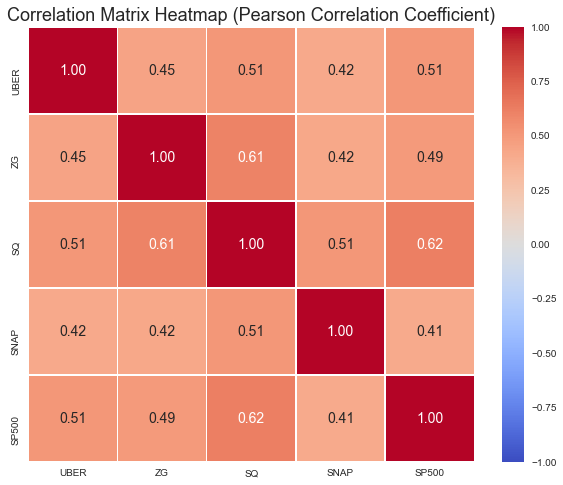 Correlation Matrix Heatmap (Pearson Correlation Coefficient)
UBER 1.00 0.45 0.51 0.42 0.51
ZG 0.45 1.00 0.61 0.42 0.49
SQ 0.51 0.61 1.00 0.51 0.62
SNAP 0.42 0.42 0.51 1.00 0.41
SP500 0.51 0.49 0.62 0.41 1.00
UBER ZG SQ SNAP SP500
1.00
0.75
0.50
0.25
0.00
−0.25
−0.50
−0.75
−1.00